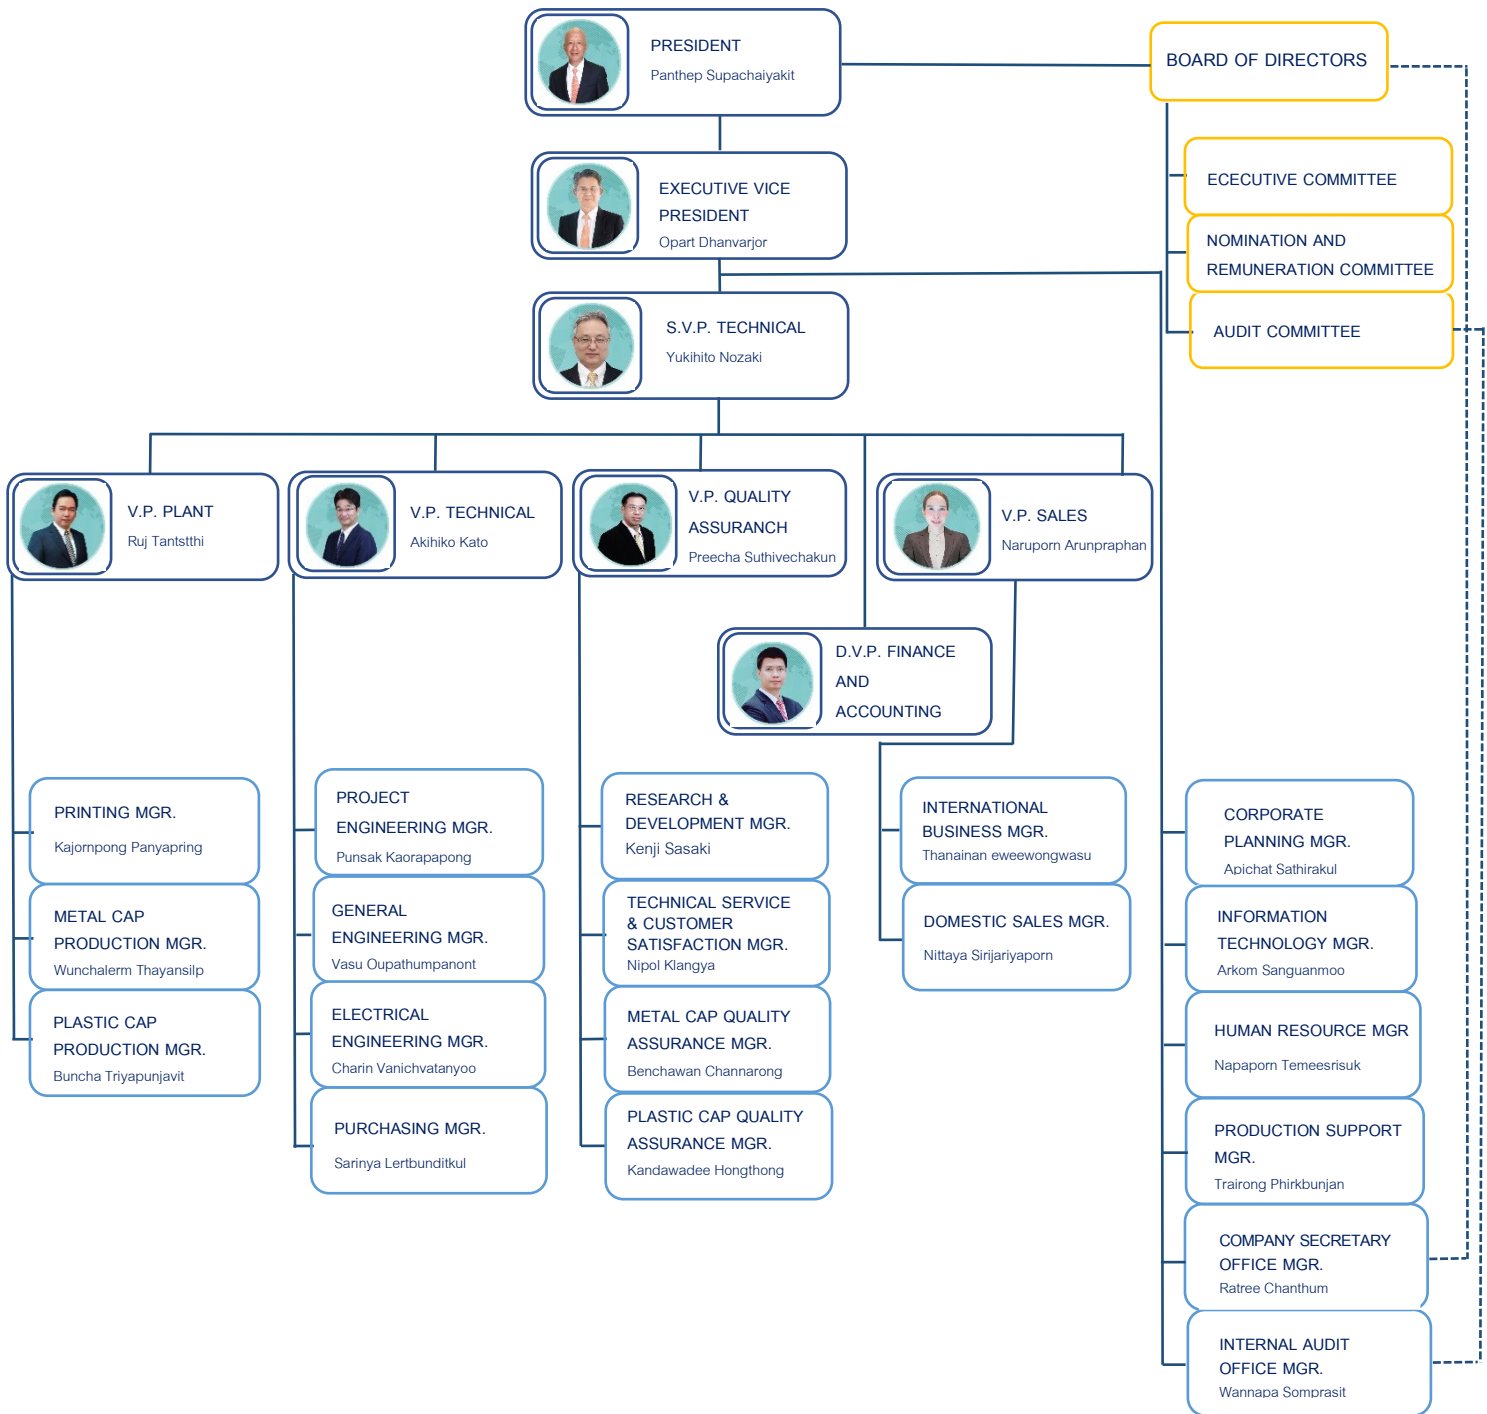 PRESIDENT
Panthep Supachaiyakit
BOARD OF DIRECTORS
EXECUTIVE VICE
PRESIDENT
Opart Dhanvarjor
ECECUTIVE COMMITTEE
NOMINATION AND
REMUNERATION COMMITTEE
AUDIT COMMITTEE
S.V.P. TECHNICAL
Yukihito Nozaki
V.P. PLANT
Ruj Tantstthi
V.P. TECHNICAL
Akihiko Kato
V.P. QUALITY
ASSURANCH
Preecha Suthivechakun
V.P. SALES
Naruporn Arunpraphan
D.V.P. FINANCE
AND
ACCOUNTING
PRINTING MGR.
Kajornpong Panyapring
METAL CAP
PRODUCTION MGR.
Wunchalerm Thayansilp
PLASTIC CAP
PRODUCTION MGR.
Buncha Triyapunjavit
PROJECT
ENGINEERING MGR.
Punsak Kaorapapong
GENERAL
ENGINEERING MGR.
Vasu Oupathumpanont
ELECTRICAL
ENGINEERING MGR.
Charin Vanichvatanyoo
PURCHASING MGR.
Sarinya Lertbunditkul
RESEARCH &
DEVELOPMENT MGR.
Kenji Sasaki
TECHNICAL SERVICE
& CUSTOMER
SATISFACTION MGR.
Nipol Klangya
METAL CAP QUALITY
ASSURANCE MGR.
Benchawan Channarong
PLASTIC CAP QUALITY
ASSURANCE MGR.
Kandawadee Hongthong
INTERNATIONAL
BUSINESS MGR.
Thanainan eweewongwasu
DOMESTIC SALES MGR.
Nittaya Sirijariyaporn
CORPORATE
PLANNING MGR.
Apichat Sathirakul
INFORMATION
TECHNOLOGY MGR.
Arkom Sanguanmoo
HUMAN RESOURCE MGR
Napaporn Temeesrisuk
PRODUCTION SUPPORT
MGR.
Trairong Phirkbunjan
COMPANY SECRETARY
OFFICE MGR.
Ratree Chanthum
INTERNAL AUDIT
OFFICE MGR.
Wannapa Somprasit